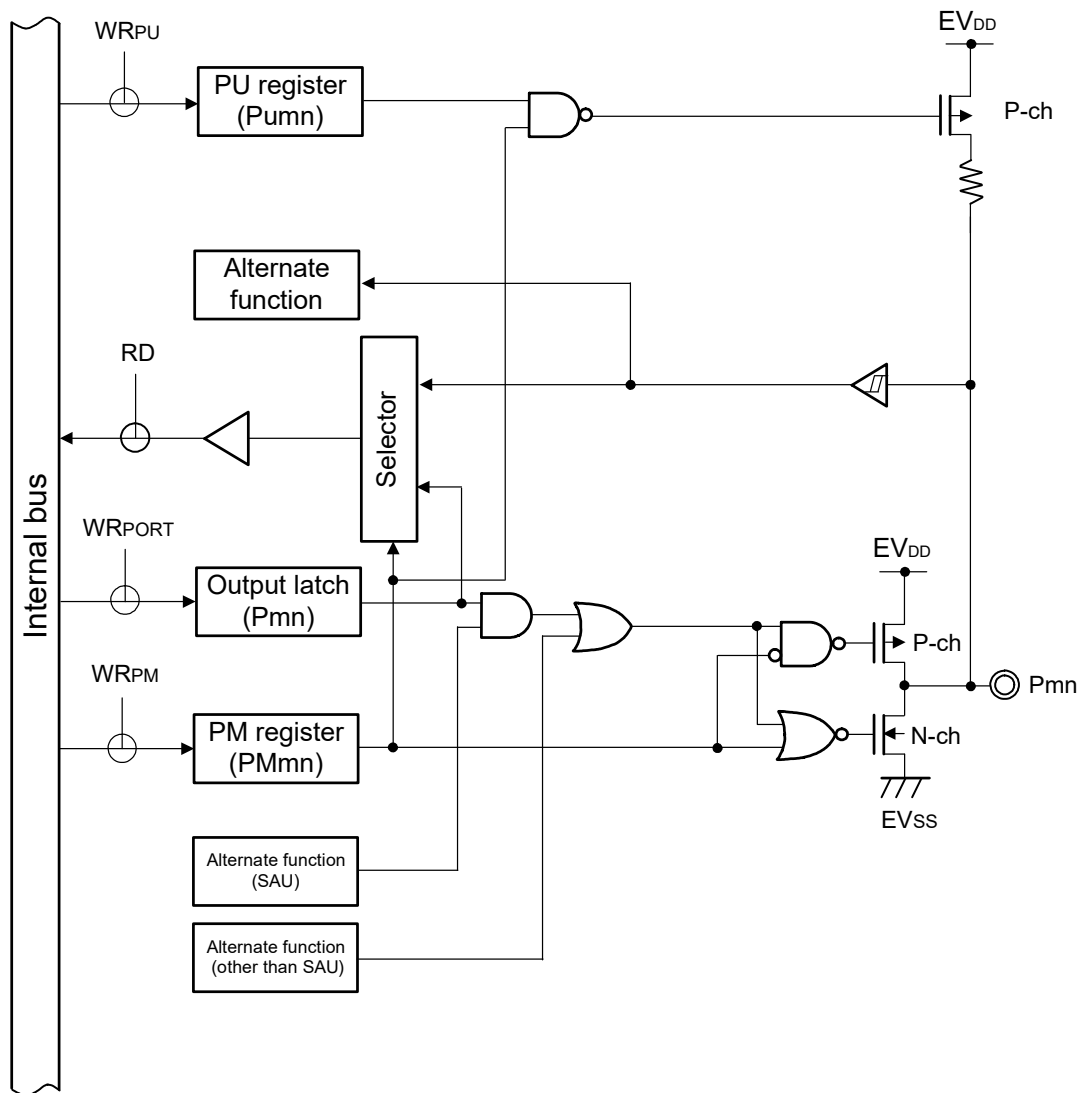 WRPU
EVDD
PU register
(Pumn)
P-ch
Alternate
function
RD
Selector
Internal bus
WRPORT
EVDD
Output latch
(Pmn)
P-ch
WRPM
Pmn
PM register
(PMmn)
N-ch
EVSS
Alternate function
(SAU)
Alternate function
(other than SAU)